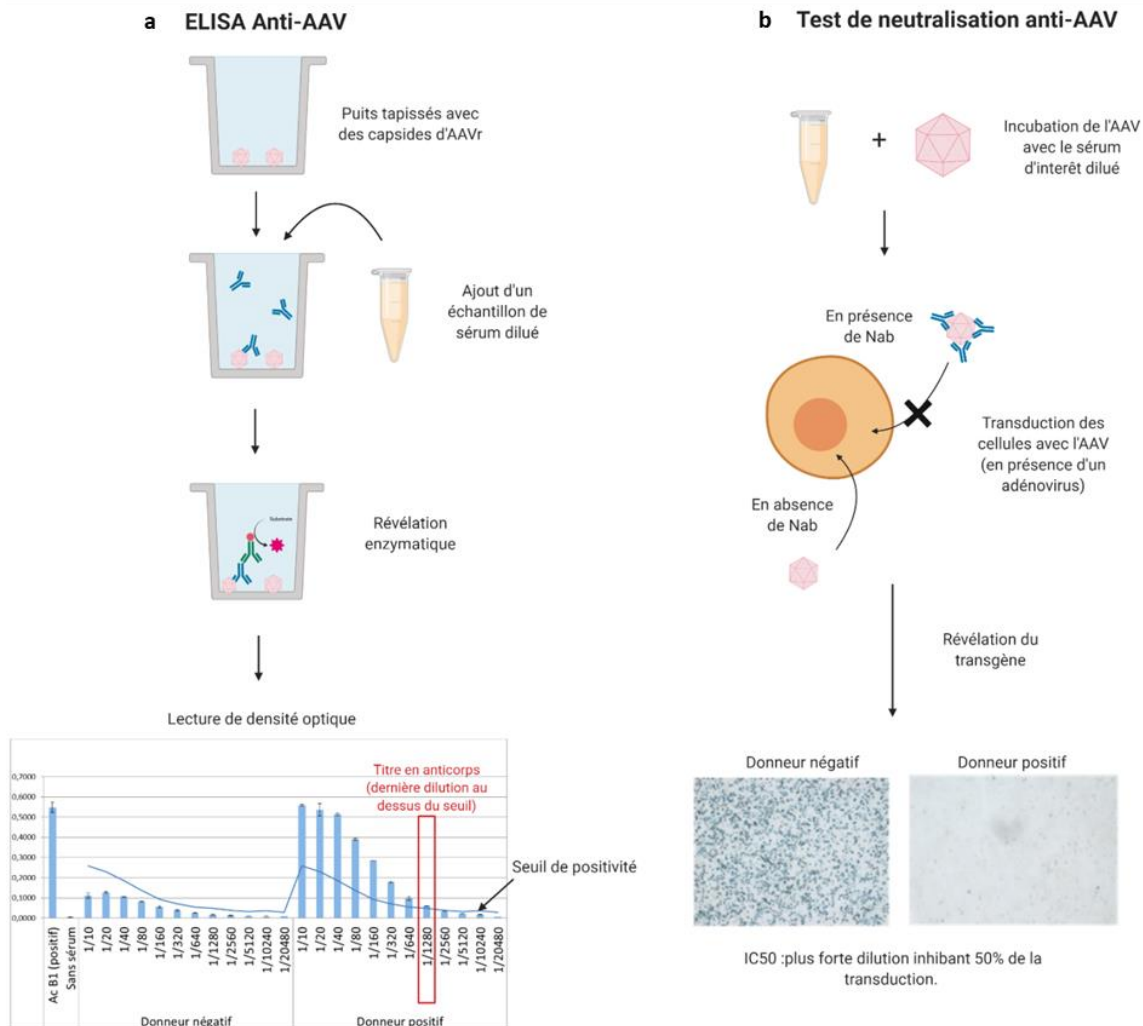 a ELISA Anti-AAV
Puits tapissés avec
des capsides d'AAVr
Ajout d'un
échantillon de
sérum dilué
Substrate
Révélation
enzymatique
Lecture de densité optique
0,7000
0,6000
0,5000
0,4000
0,3000
0,2000
0,1000
0,0000
Titre en anticorps
(dernière dilution au
dessus du seuil)
Seuil de positivité
Ac B1 (positif)
Sans sérum
1/10
1/20
1/40
1/80
1/160
1/320
1/640
1/1280
1/2560
1/5120
1/10240
1/20480
1/10
1/20
1/40
1/80
1/160
1/320
1/640
1/1280
1/2560
1/5120
1/10240
1/20480
Donneur négatif
Donneur positif
b Test de neutralisation anti-AAV
+
Incubation de l'AAV
avec le sérum
d'interêt dilué
En présence
de Nab
Transduction des
cellules avec l'AAV
(en présence d'un
adénovirus)
En absence
de Nab
Révélation du
transgène
Donneur négatif
Donneur positif
IC50 :plus forte dilution inhibant 50% de la
transduction.